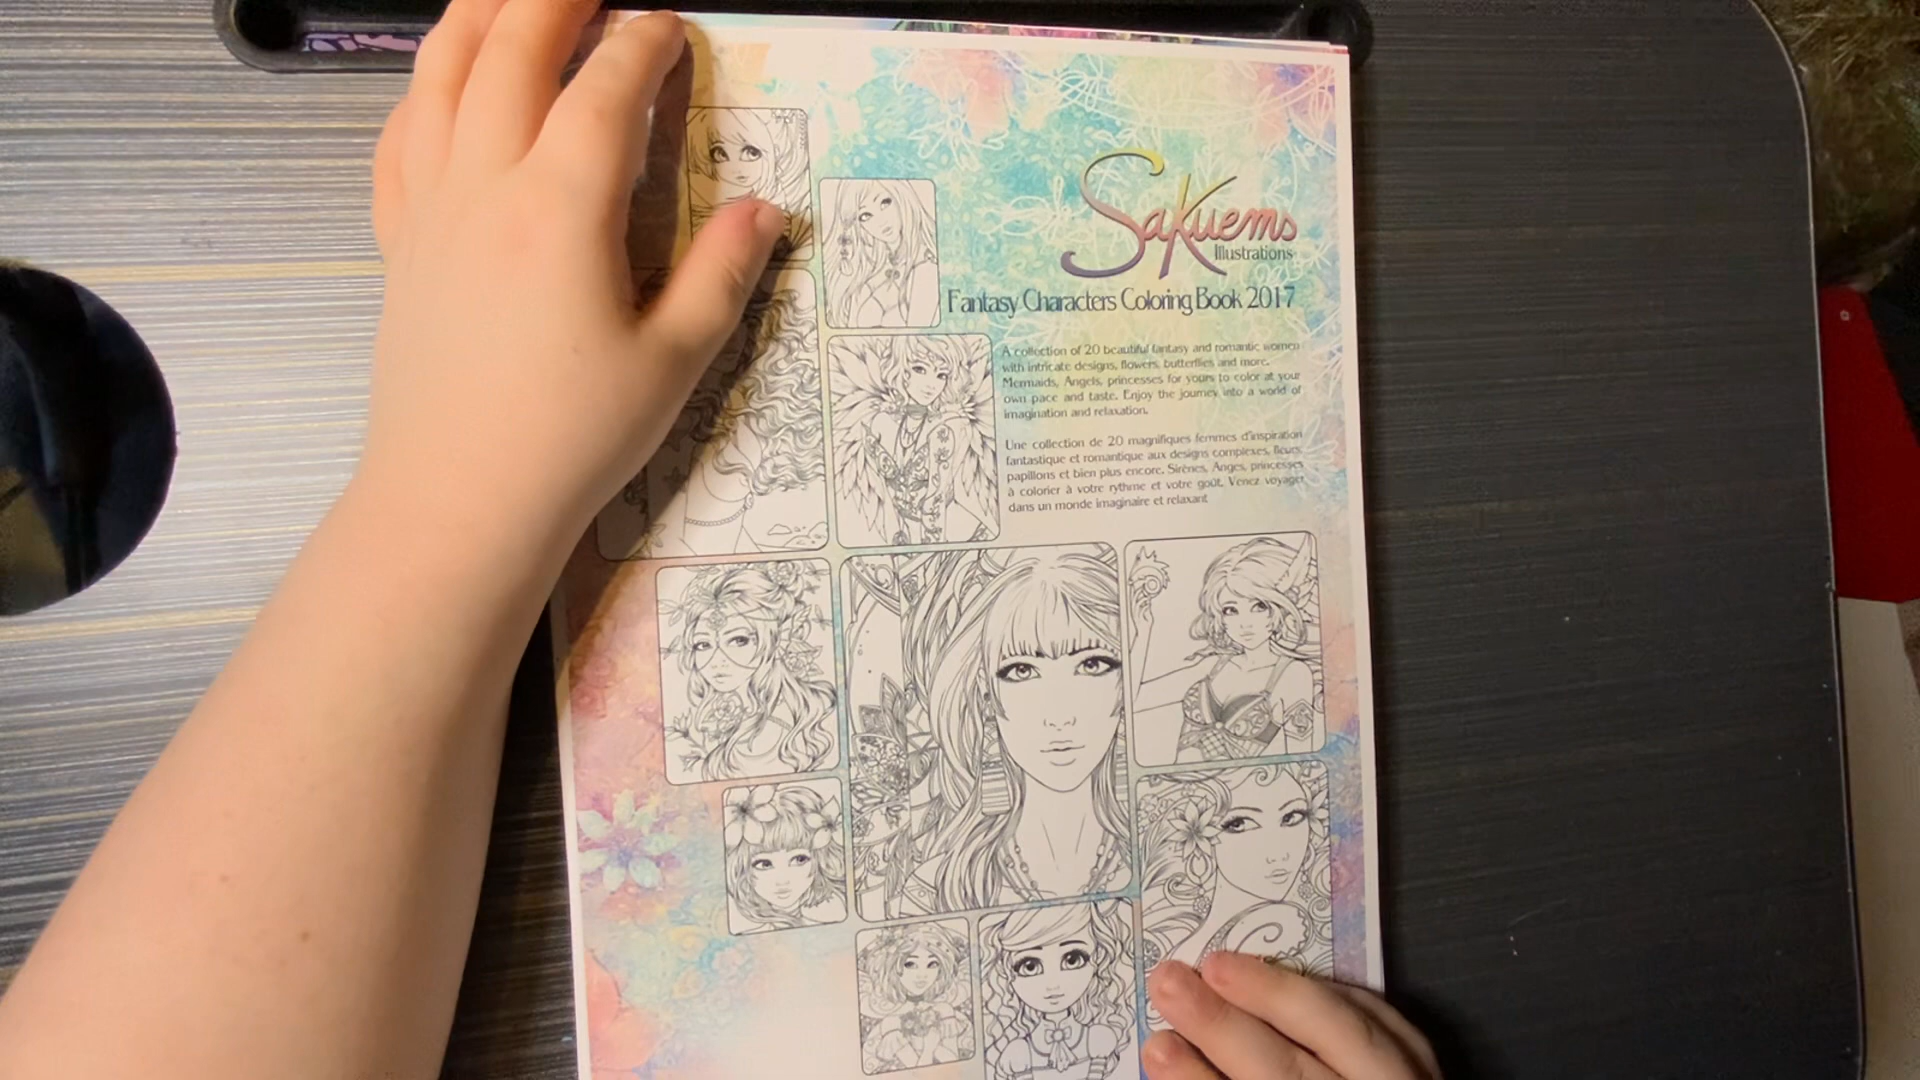 Sakuems
Illustrations
Fantasy Characters Coloring Book 2017
A collection of 20 beautiful fantasy and romantic women
with intricate designs, flowers, butterflies and more.
Mermaids, Angels, princesses for yours to color at your
own pace and taste. Enjoy the journey into a world of
imagination and relaxation.
Une collection de 20 magnifiques femmes d'inspiration
fantastique et romantique aux designs complexes, fleurs,
papillons et bien plus encore. Sirènes, Anges, princesses
à colorier à votre rythme et votre goût. Venez voyager
dans un monde imaginaire et relaxant